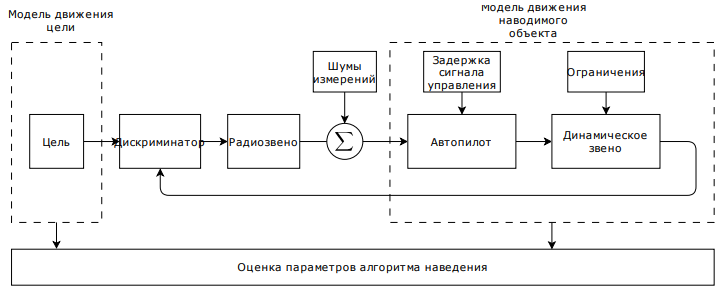 Модель движения
цели
Модель движения
наводимого
объекта
Шумы
измерений
Задержка
сигнала
управления
Ограничения
Цель
Дискриминатор
Радиозвено
Σ
Автопилот
Динамическое
звено
Оценка параметров алгоритма наведения